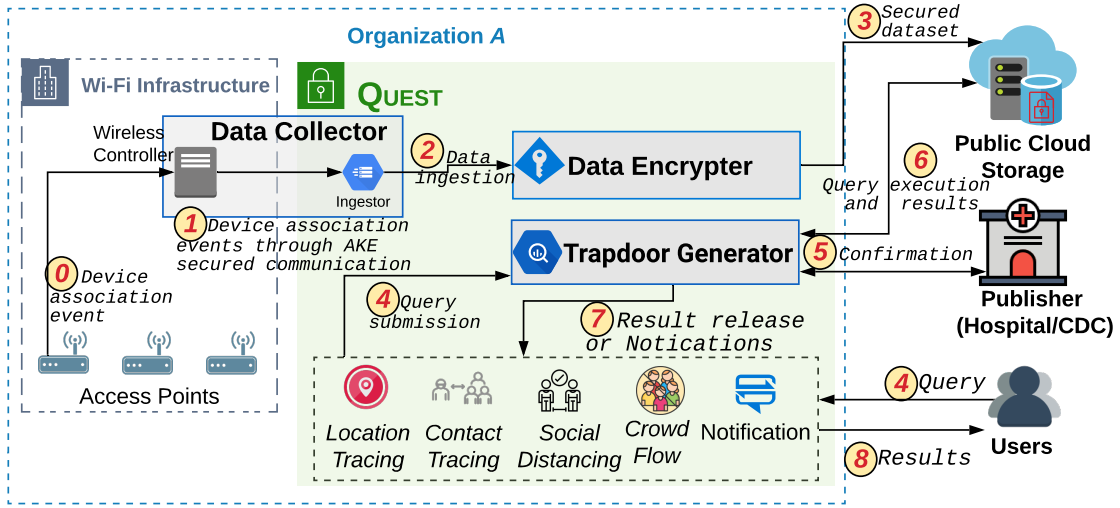 Organization A
Wi-Fi Infrastructure
QUEST
3 Secured
dataset
Wireless
Controller
Data Collector
Ingestor
2 Data
ingestion
Data Encrypter
Public Cloud
Storage
6
Query execution
and results
1 Device association
events through AKE
secured communication
Trapdoor Generator
5 Confirmation
0 Device
association
event
4 Query
submission
7 Result release
or Notications
Publisher
(Hospital/CDC)
Access Points
Location
Tracing
Contact
Tracing
Social
Distancing
Crowd
Flow
Notification
4 Query
Users
8 Results